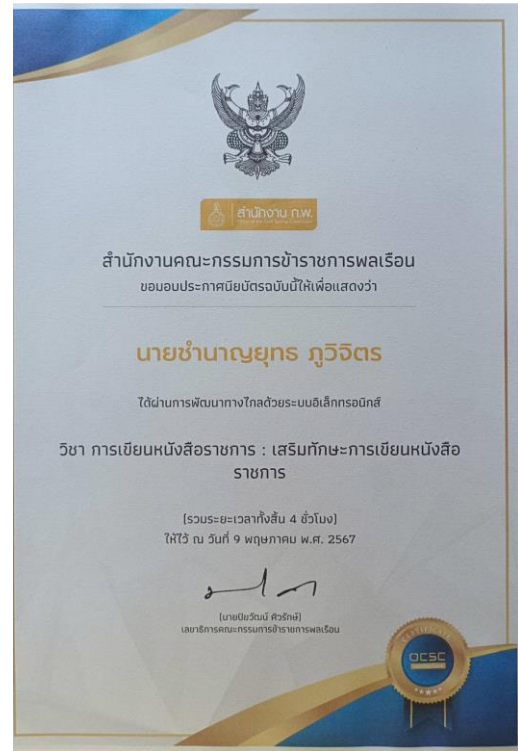 สำนักงาน ก.พ.
สำนักงานคณะกรรมการข้าราชการพลเรือน
ขอมอบประกาศนียบัตรฉบับนี้ให้เพื่อแสดงว่า
นายชำนาญยุทธ ภูวิจิตร
ได้ผ่านการพัฒนาทางไกลด้วยระบบอิเล็กทรอนิกส์
วิชา การเขียนหนังสือราชการ : เสริมทักษะการเขียนหนังสือ
ราชการ
(รวมระยะเวลาทั้งสิ้น 4 ชั่วโมง)
ให้ไว้ ณ วันที่ 9 พฤษภาคม พ.ศ. 2567
(นายปิยวัฒน์ ศิวรักษ์)
เลขาธิการคณะกรรมการข้าราชการพลเรือน
CERTIFICATE
OCSC